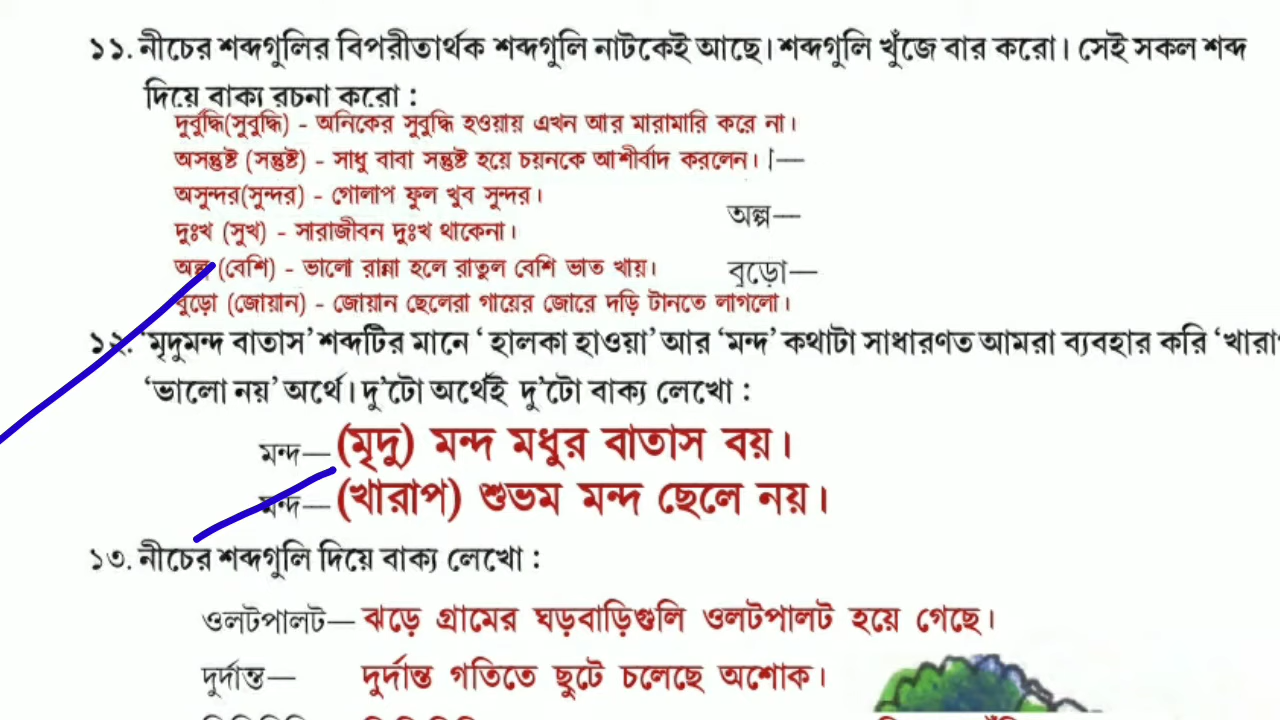 ১১. নীচের শব্দগুলির বিপরীতার্থক শব্দগুলি নাটকেই আছে। শব্দগুলি খুঁজে বার করো। সেই সকল শব্দ
দিয়ে বাক্য রচনা করো :
দুর্বুদ্ধি(সুবুদ্ধি) - অনিকের সুবুদ্ধি হওয়ায় এখন আর মারামারি করে না।
অসন্তুষ্ট (সন্তুষ্ট) - সাধু বাবা সন্তুষ্ট হয়ে চয়নকে আশীর্বাদ করলেন। —
অসুন্দর(সুন্দর) - গোলাপ ফুল খুব সুন্দর।
অল্প—
দুঃখ (সুখ) - সারাজীবন দুঃখ থাকেনা।
অল্প (বেশি) - ভালো রান্না হলে রাতুল বেশি ভাত খায়।
বুড়ো—
বুড়ো (জোয়ান) - জোয়ান ছেলেরা গায়ের জোরে দড়ি টানতে লাগলো।
১২. ‘মৃদুমন্দ বাতাস’ শব্দটির মানে ‘ হালকা হাওয়া’ আর ‘মন্দ’ কথাটা সাধারণত আমরা ব্যবহার করি ‘খারা
‘ভালো নয়’ অর্থে। দু’টো অর্থেই দু’টো বাক্য লেখো :
মন্দ— (মৃদু) মন্দ মধুর বাতাস বয়।
মন্দ— (খারাপ) শুভম মন্দ ছেলে নয়।
১৩. নীচের শব্দগুলি দিয়ে বাক্য লেখো :
ওলটপালট— ঝড়ে গ্রামের ঘড়বাড়িগুলি ওলটপালট হয়ে গেছে।
দুর্দান্ত— দুর্দান্ত গতিতে ছুটে চলেছে অশোক।